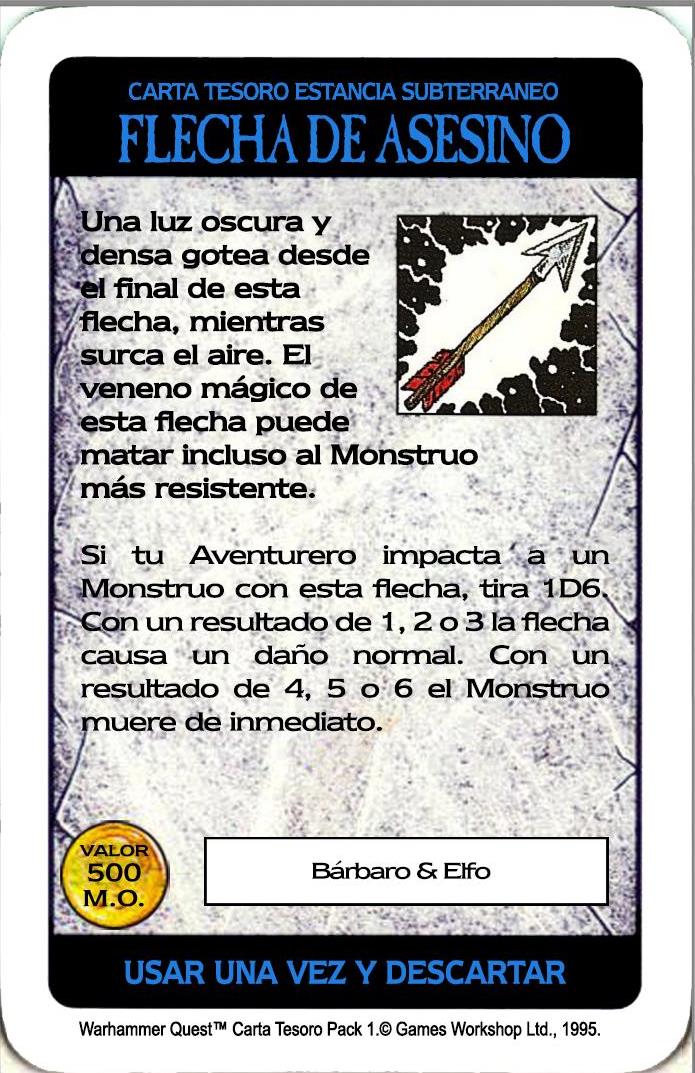 CARTA TESORO ESTANCIA SUBTERRANEO
FLECHA DE ASESINO
Una luz oscura y
densa gotea desde
el final de esta
flecha, mientras
surca el aire. El
veneno mágico de
esta flecha puede
matar incluso al Monstruo
más resistente.
Si tu Aventurero impacta a un
Monstruo con esta flecha, tira 1D6.
Con un resultado de 1, 2 o 3 la flecha
causa un daño normal. Con un
resultado de 4, 5 o 6 el Monstruo
muere de inmediato.
VALOR
500
M.O.
Bárbaro & Elfo
USAR UNA VEZ Y DESCARTAR
Warhammer Quest™ Carta Tesoro Pack 1.© Games Workshop Ltd., 1995.